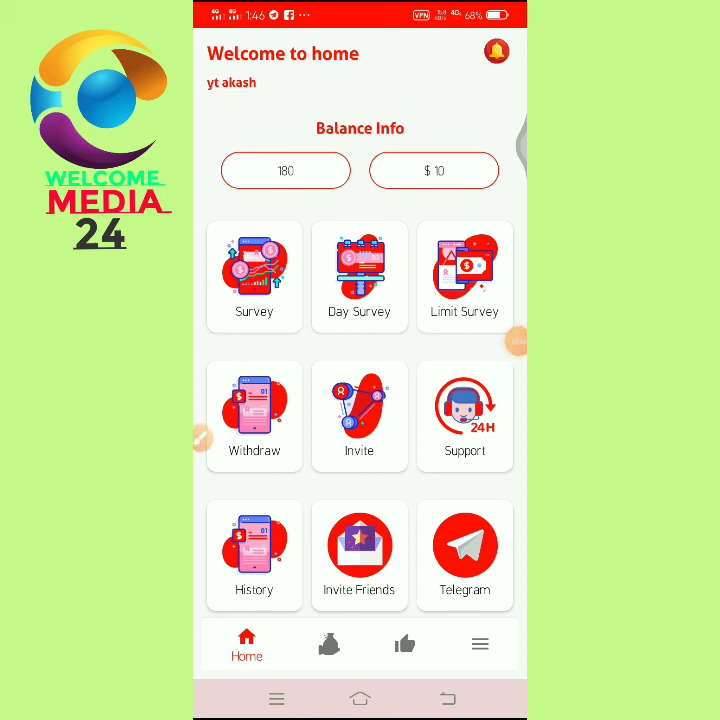 1:46
VPN
4G
68%
WELCOME
MEDIA
24
Welcome to home
yt akash
Balance Info
180
$ 10
Survey
Day Survey
Limit Survey
Withdraw
Invite
24H
Support
History
Invite Friends
Telegram
Home